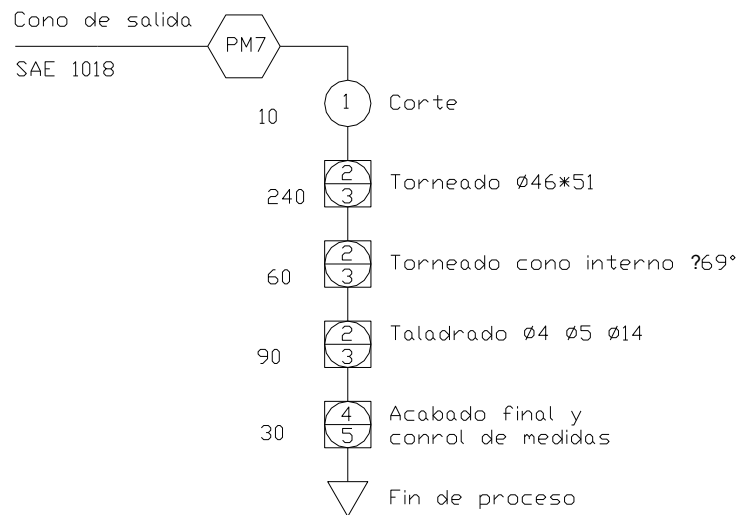 Cono de salida
PM7
SAE 1018
1
Corte
10
2
Torneado Ø46*51
3
240
2
Torneado cono interno ?69°
3
60
2
Taladrado Ø4 Ø5 Ø14
3
90
4
Acabado final y
5
conrol de medidas
30
Fin de proceso